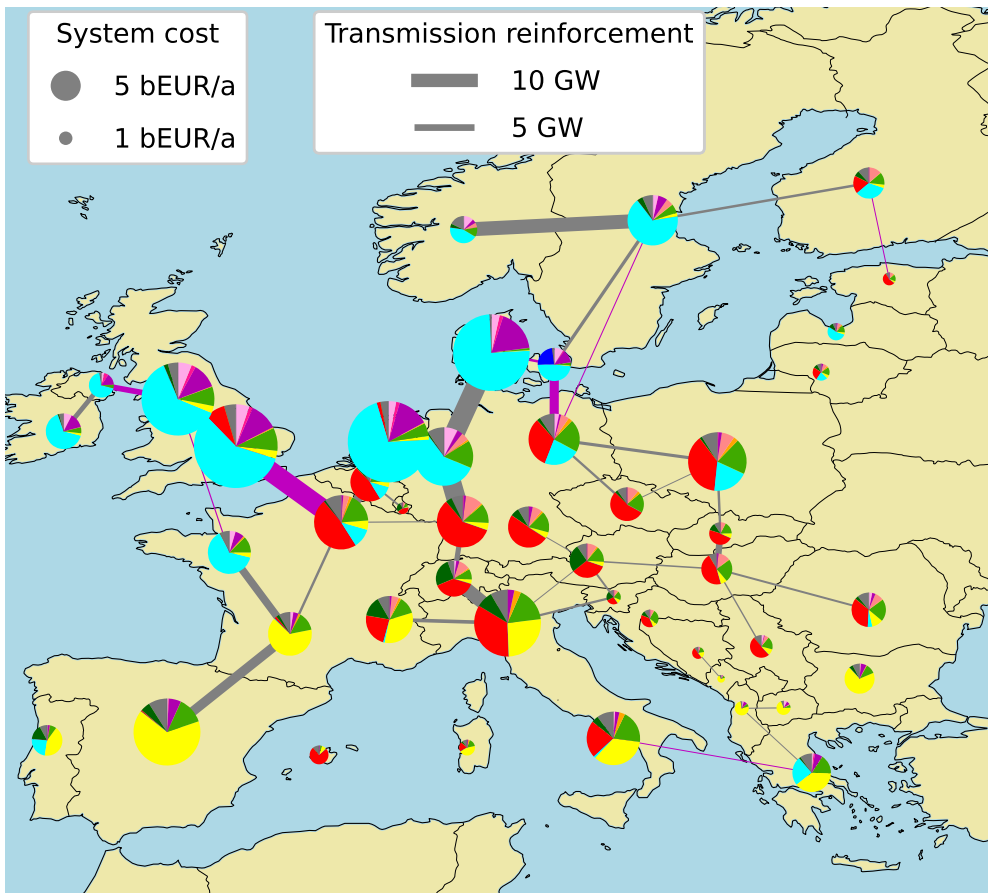 System cost
5 bEUR/a
1 bEUR/a
Transmission reinforcement
10 GW
5 GW